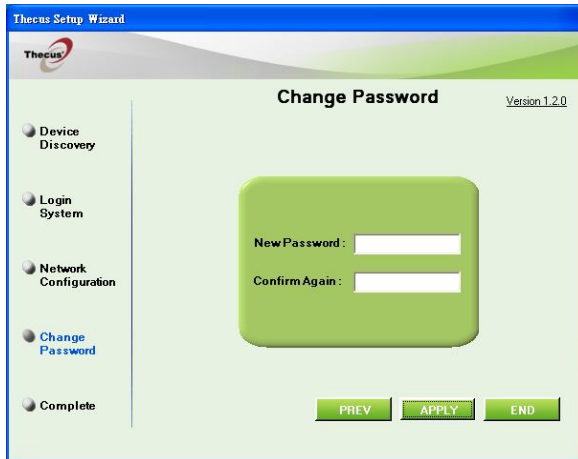 Thecus Setup Wizard
Thecus
Change Password
Version 1.2.0
Device
Discovery
Login
System
Network
Configuration
Change
Password
Complete
New Password :
Confirm Again :
PREV
APPLY
END